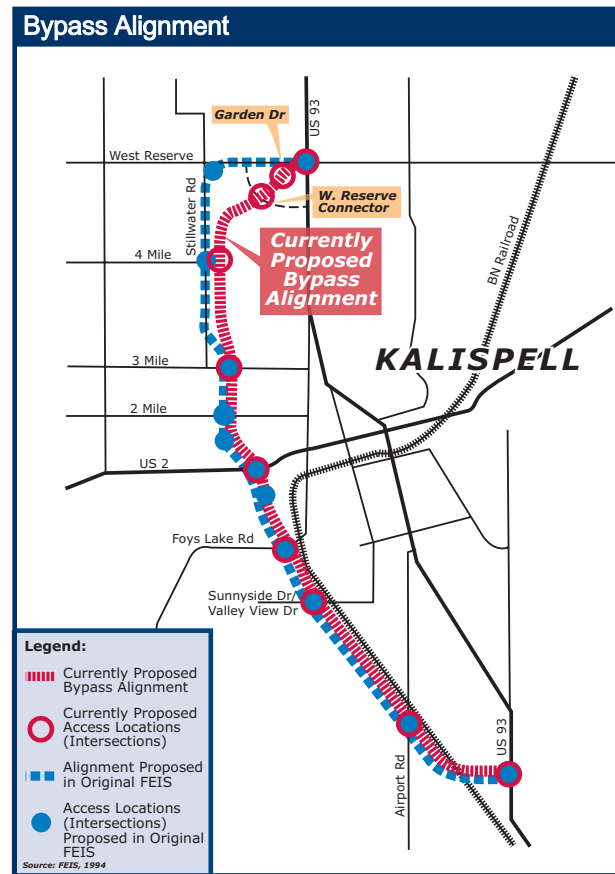 Bypass Alignment
Garden Dr
US 93
West Reserve
W. Reserve
Connector
Stillwater Rd
Currently
Proposed
Bypass
Alignment
4 Mile
BN Railroad
KALISPELL
3 Mile
2 Mile
US 2
Foys Lake Rd
Sunnyside Dr/
Valley View Dr
US 93
Airport Rd
Legend:
Currently Proposed
Bypass Alignment
Currently Proposed
Access Locations
(Intersections)
Alignment Proposed
in Original FEIS
Access Locations
(Intersections)
Proposed in Original
FEIS
Source: FEIS, 1994